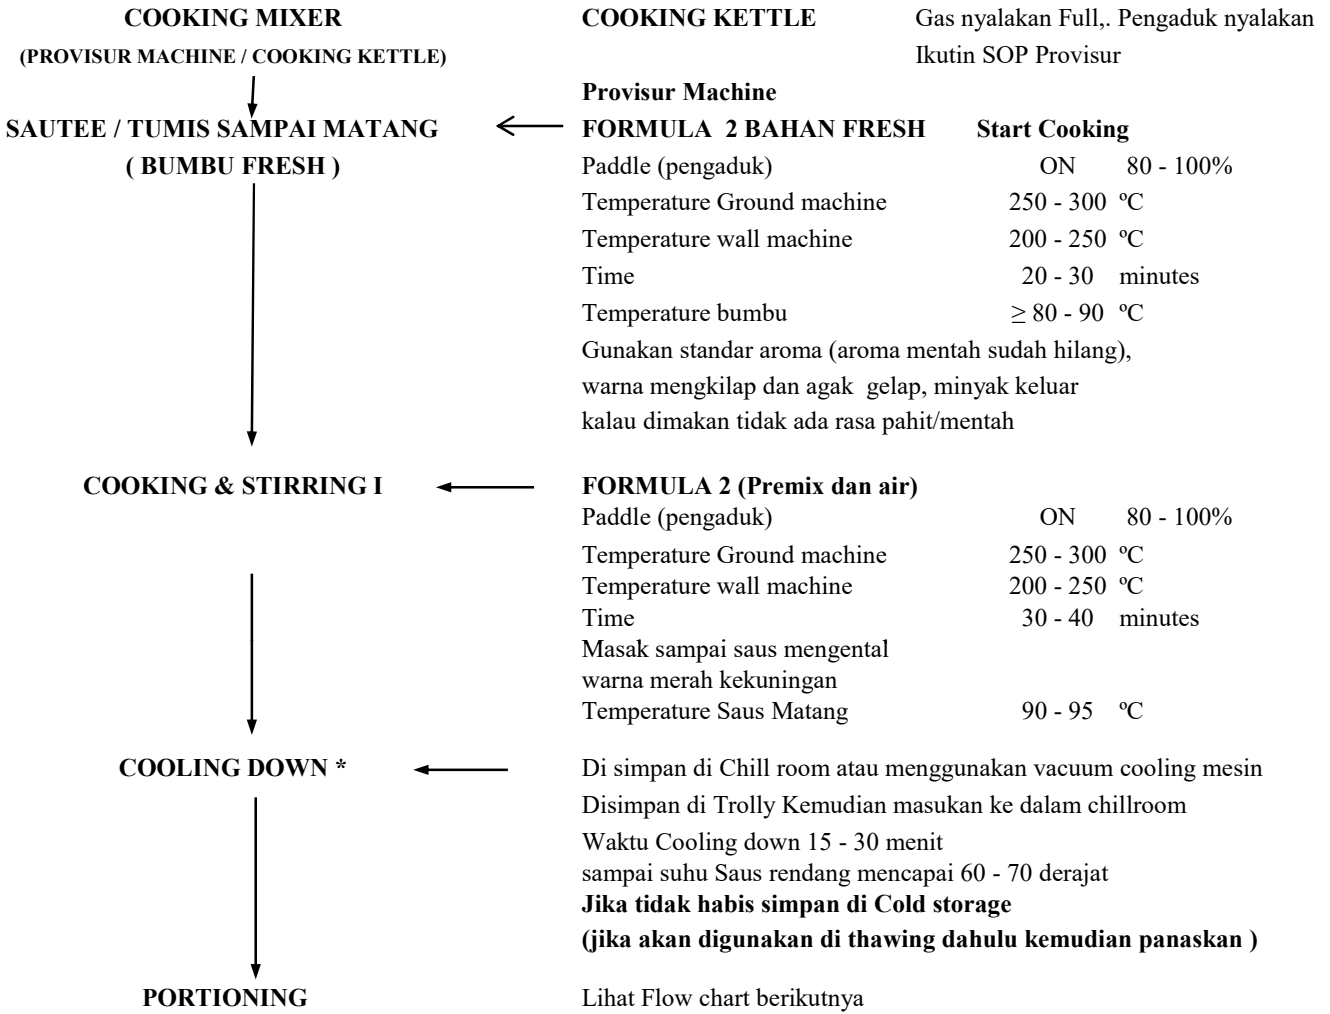 COOKING MIXER COOKING KETTLE Gas nyalakan Full,. Pengaduk nyalakan
(PROVISUR MACHINE / COOKING KETTLE) Ikutin SOP Provisur
Provisur Machine
SAUTEE / TUMIS SAMPAI MATANG FORMULA 2 BAHAN FRESH Start Cooking
( BUMBU FRESH ) Paddle (pengaduk) ON 80 - 100%
Temperature Ground machine 250 - 300 ºC
Temperature wall machine 200 - 250 ºC
Time 20 - 30 minutes
Temperature bumbu ≥ 80 - 90 ºC
Gunakan standar aroma (aroma mentah sudah hilang),
warna mengkilap dan agak gelap, minyak keluar
kalau dimakan tidak ada rasa pahit/mentah
COOKING & STIRRING I FORMULA 2 (Premix dan air)
Paddle (pengaduk) ON 80 - 100%
Temperature Ground machine 250 - 300 ºC
Temperature wall machine 200 - 250 ºC
Time 30 - 40 minutes
Masak sampai saus mengental
warna merah kekuningan
Temperature Saus Matang 90 - 95 ºC
COOLING DOWN * Di simpan di Chill room atau menggunakan vacuum cooling mesin
Disimpan di Trolly Kemudian masukan ke dalam chillroom
Waktu Cooling down 15 - 30 menit
sampai suhu Saus rendang mencapai 60 - 70 derajat
Jika tidak habis simpan di Cold storage
(jika akan digunakan di thawing dahulu kemudian panaskan )
PORTIONING Lihat Flow chart berikutnya